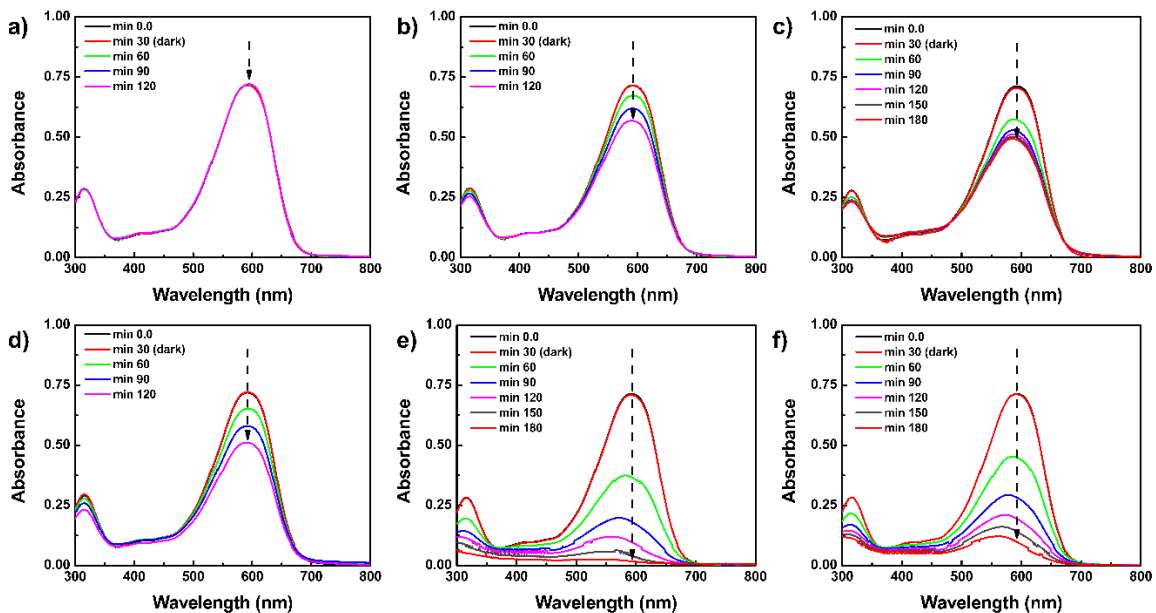 a)
1.00
0.75
0.50
0.25
0.00
Absorbance
min 0.0
min 30 (dark)
min 60
min 90
min 120
300 400 500 600 700 800
Wavelength (nm)
b)
1.00
0.75
0.50
0.25
0.00
Absorbance
min 0.0
min 30 (dark)
min 60
min 90
min 120
300 400 500 600 700 800
Wavelength (nm)
c)
1.00
0.75
0.50
0.25
0.00
Absorbance
min 0.0
min 30 (dark)
min 60
min 90
min 120
min 150
min 180
300 400 500 600 700 800
Wavelength (nm)
d)
1.00
0.75
0.50
0.25
0.00
Absorbance
min 0.0
min 30 (dark)
min 60
min 90
min 120
300 400 500 600 700 800
Wavelength (nm)
e)
1.00
0.75
0.50
0.25
0.00
Absorbance
min 0.0
min 30 (dark)
min 60
min 90
min 120
min 150
min 180
300 400 500 600 700 800
Wavelength (nm)
f)
1.00
0.75
0.50
0.25
0.00
Absorbance
min 0.0
min 30 (dark)
min 60
min 90
min 120
min 150
min 180
300 400 500 600 700 800
Wavelength (nm)